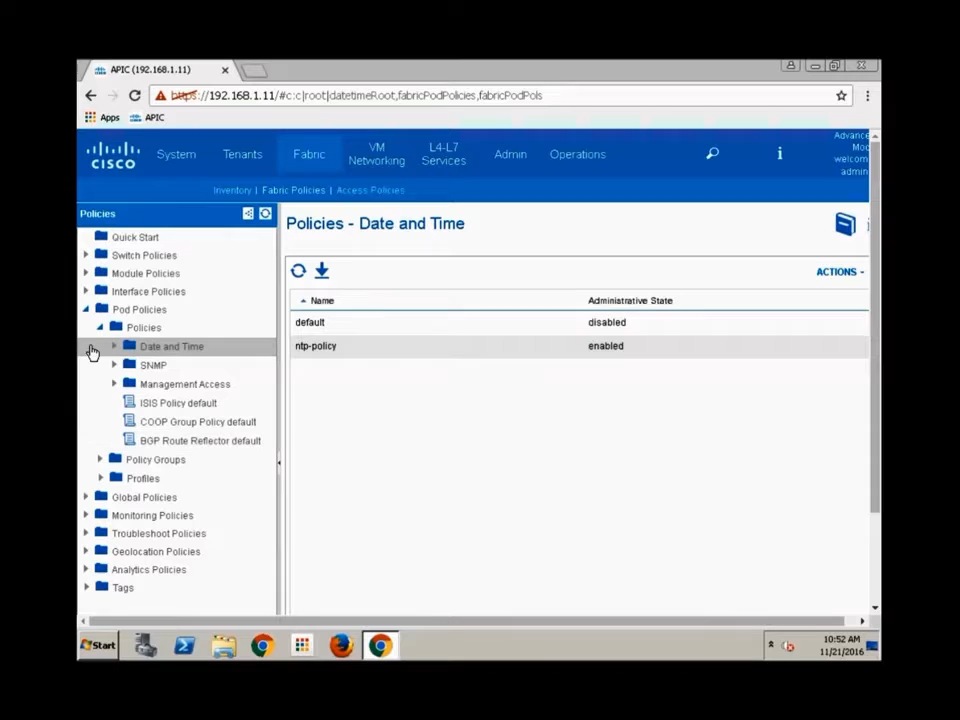 APIC (192.168.1.11)
https://192.168.1.11/#c:c|root|datetimeRoot,fabricPodPolicies,fabricPodPols
Apps APIC
CISCO
System Tenants Fabric VM Networking L4-L7 Services Admin Operations
Advance
Mod
welcom
admin
Inventory | Fabric Policies | Access Policies
Policies
Quick Start
Switch Policies
Module Policies
Interface Policies
Pod Policies
Policies
Date and Time
SNMP
Management Access
ISIS Policy default
COOP Group Policy default
BGP Route Reflector default
Policy Groups
Profiles
Global Policies
Monitoring Policies
Troubleshoot Policies
Geolocation Policies
Analytics Policies
Tags
Policies - Date and Time
ACTIONS -
Name Administrative State
default disabled
ntp-policy enabled
Start
10:52 AM
11/21/2016